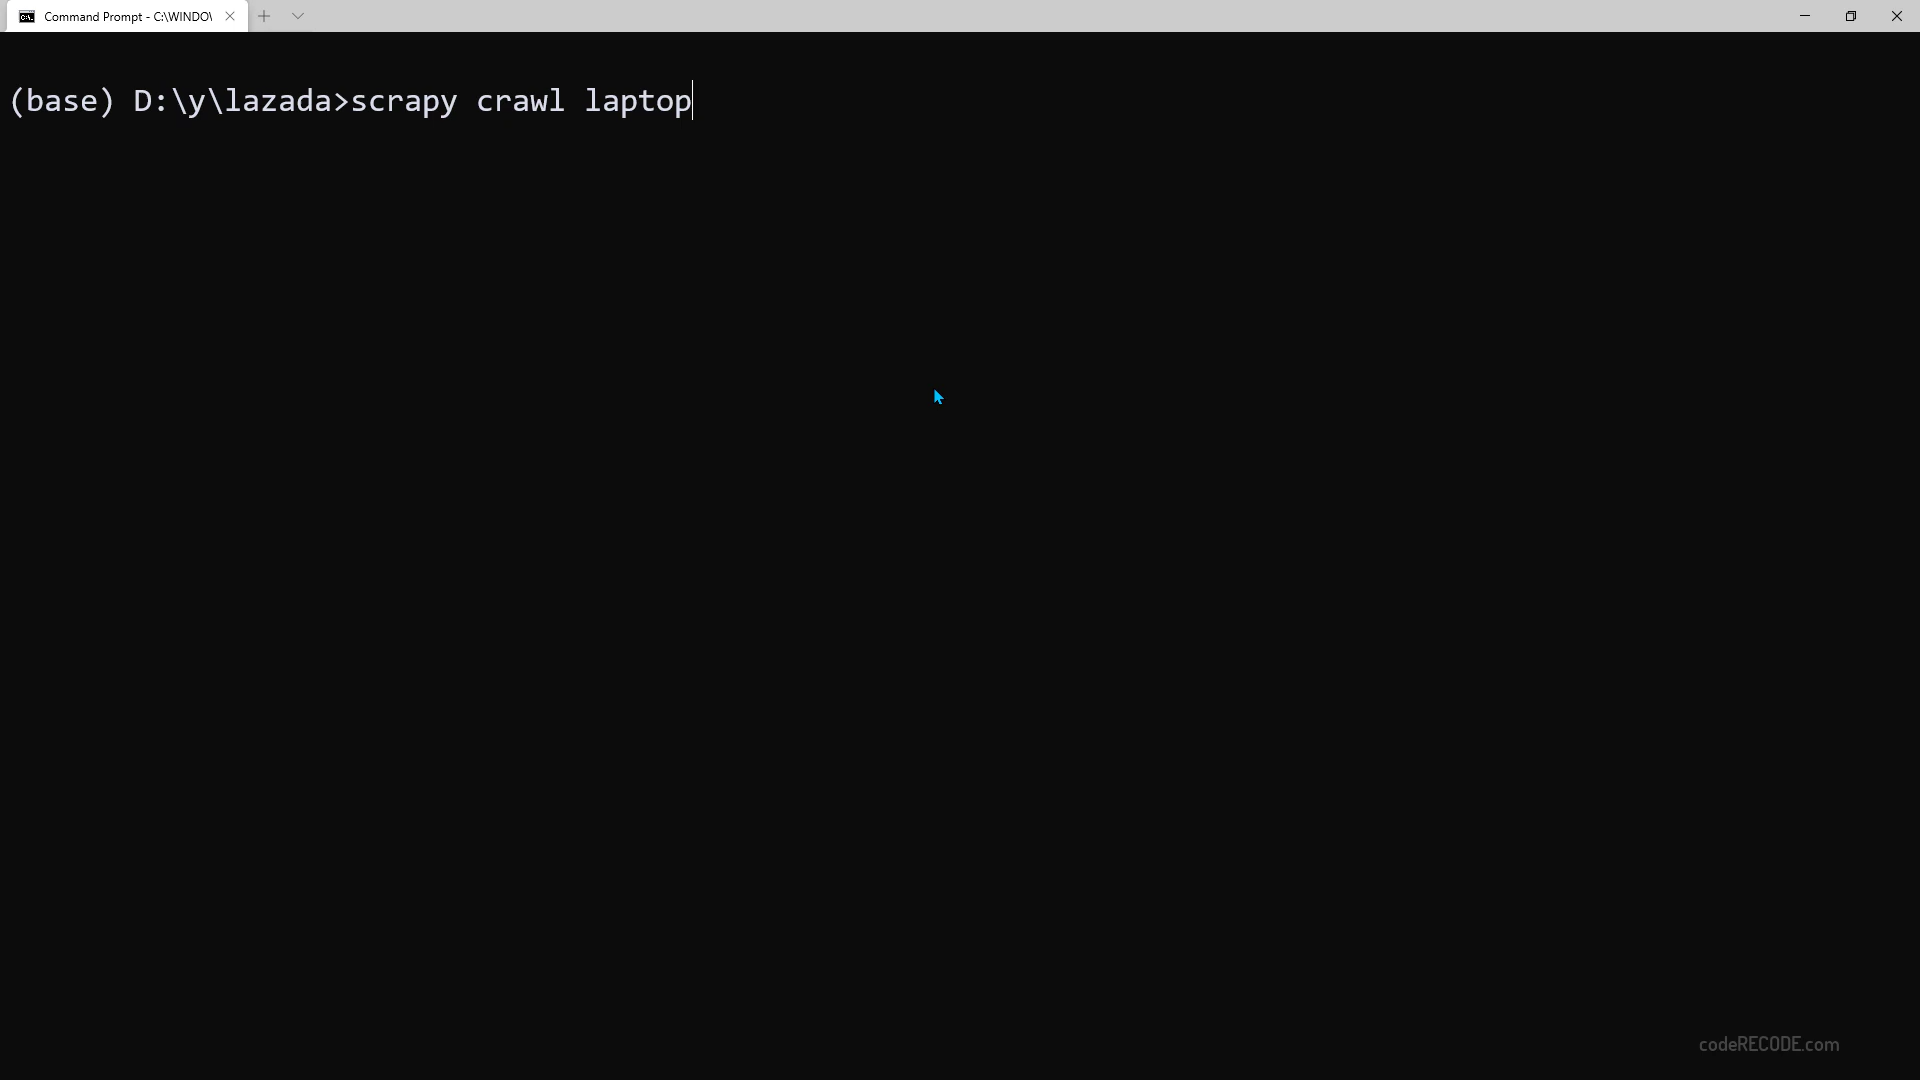 Command Prompt - C:\WINDO\
(base) D:\y\lazada>scrapy crawl laptop
codeRECODE.com